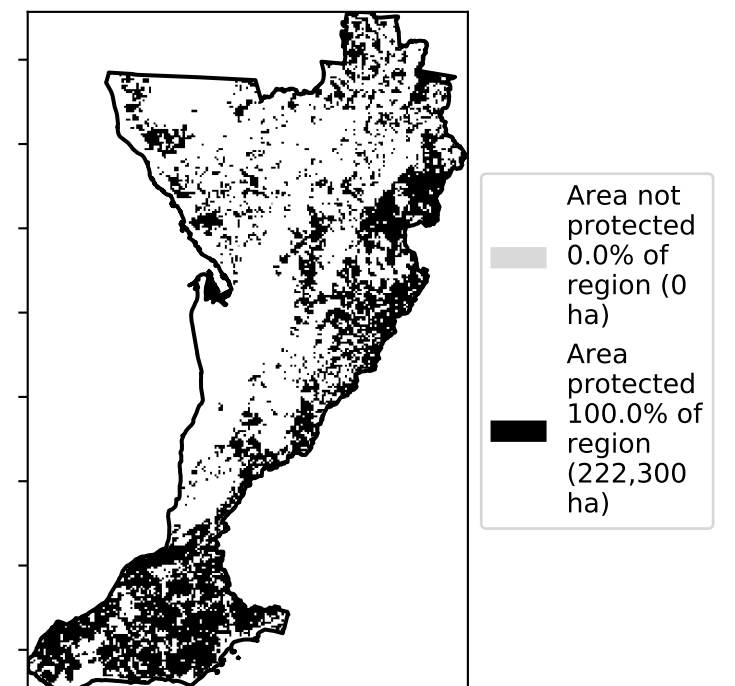 Area not
protected
0.0% of
region (0
ha)
Area
protected
100.0% of
region
(222,300
ha)